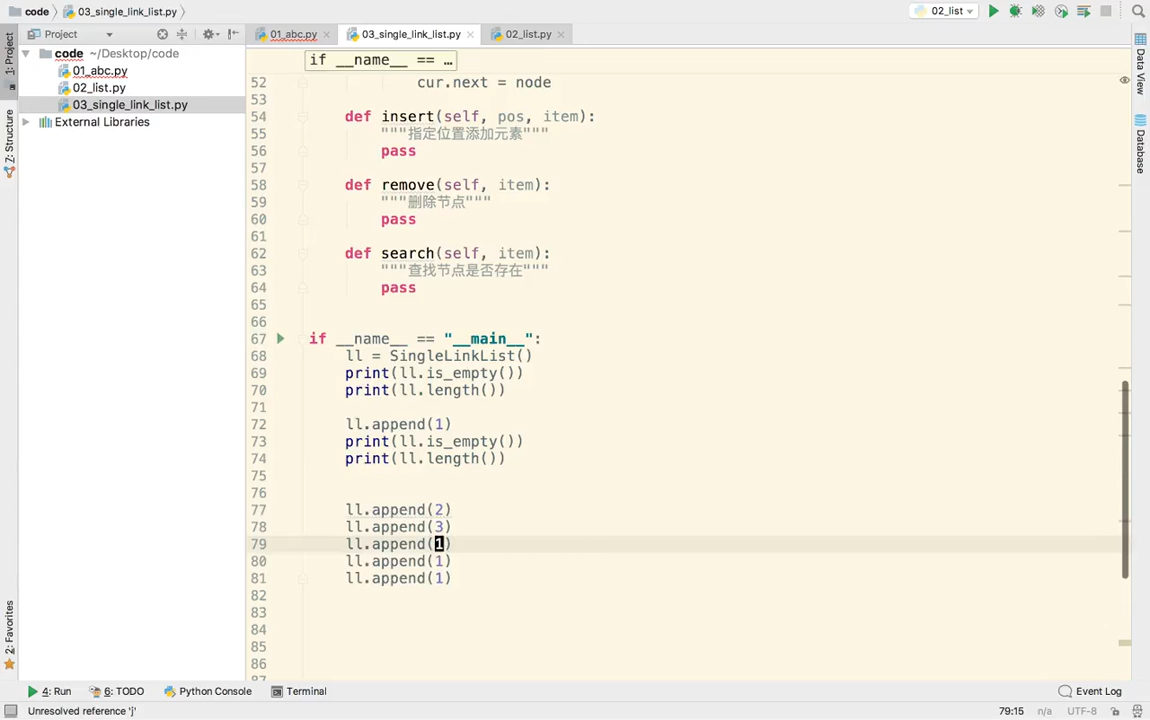 code 03_single_link_list.py 02_list
Project 01_abc.py 03_single_link_list.py 02_list.py
code ~/Desktop/code
01_abc.py
02_list.py
03_single_link_list.py
External Libraries
1: Project
7: Structure
2: Favorites
if __name__ == …
52 cur.next = node
53
54 def insert(self, pos, item):
55 """指定位置添加元素"""
56 pass
57
58 def remove(self, item):
59 """删除节点"""
60 pass
61
62 def search(self, item):
63 """查找节点是否存在"""
64 pass
65
66
67 if __name__ == "__main__":
68 ll = SingleLinkList()
69 print(ll.is_empty())
70 print(ll.length())
71
72 ll.append(1)
73 print(ll.is_empty())
74 print(ll.length())
75
76
77 ll.append(2)
78 ll.append(3)
79 ll.append(1)
80 ll.append(1)
81 ll.append(1)
82
83
84
85
86
Data View
Database
4: Run 6: TODO Python Console Terminal Event Log
Unresolved reference 'j' 79:15 n/a UTF-8